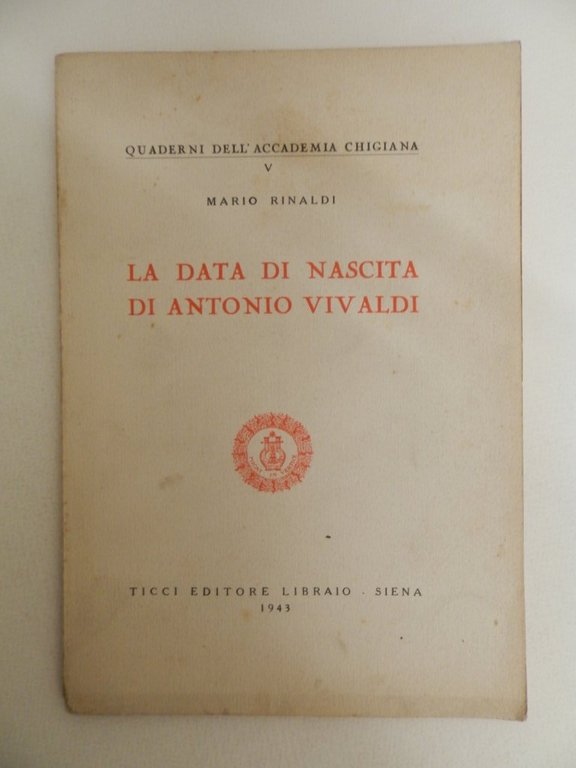 QUADERNI DELL'ACCADEMIA CHIGIANA
V
MARIO RINALDI
LA DATA DI NASCITA
DI ANTONIO VIVALDI
TICCI EDITORE LIBRAIO - SIENA
1943